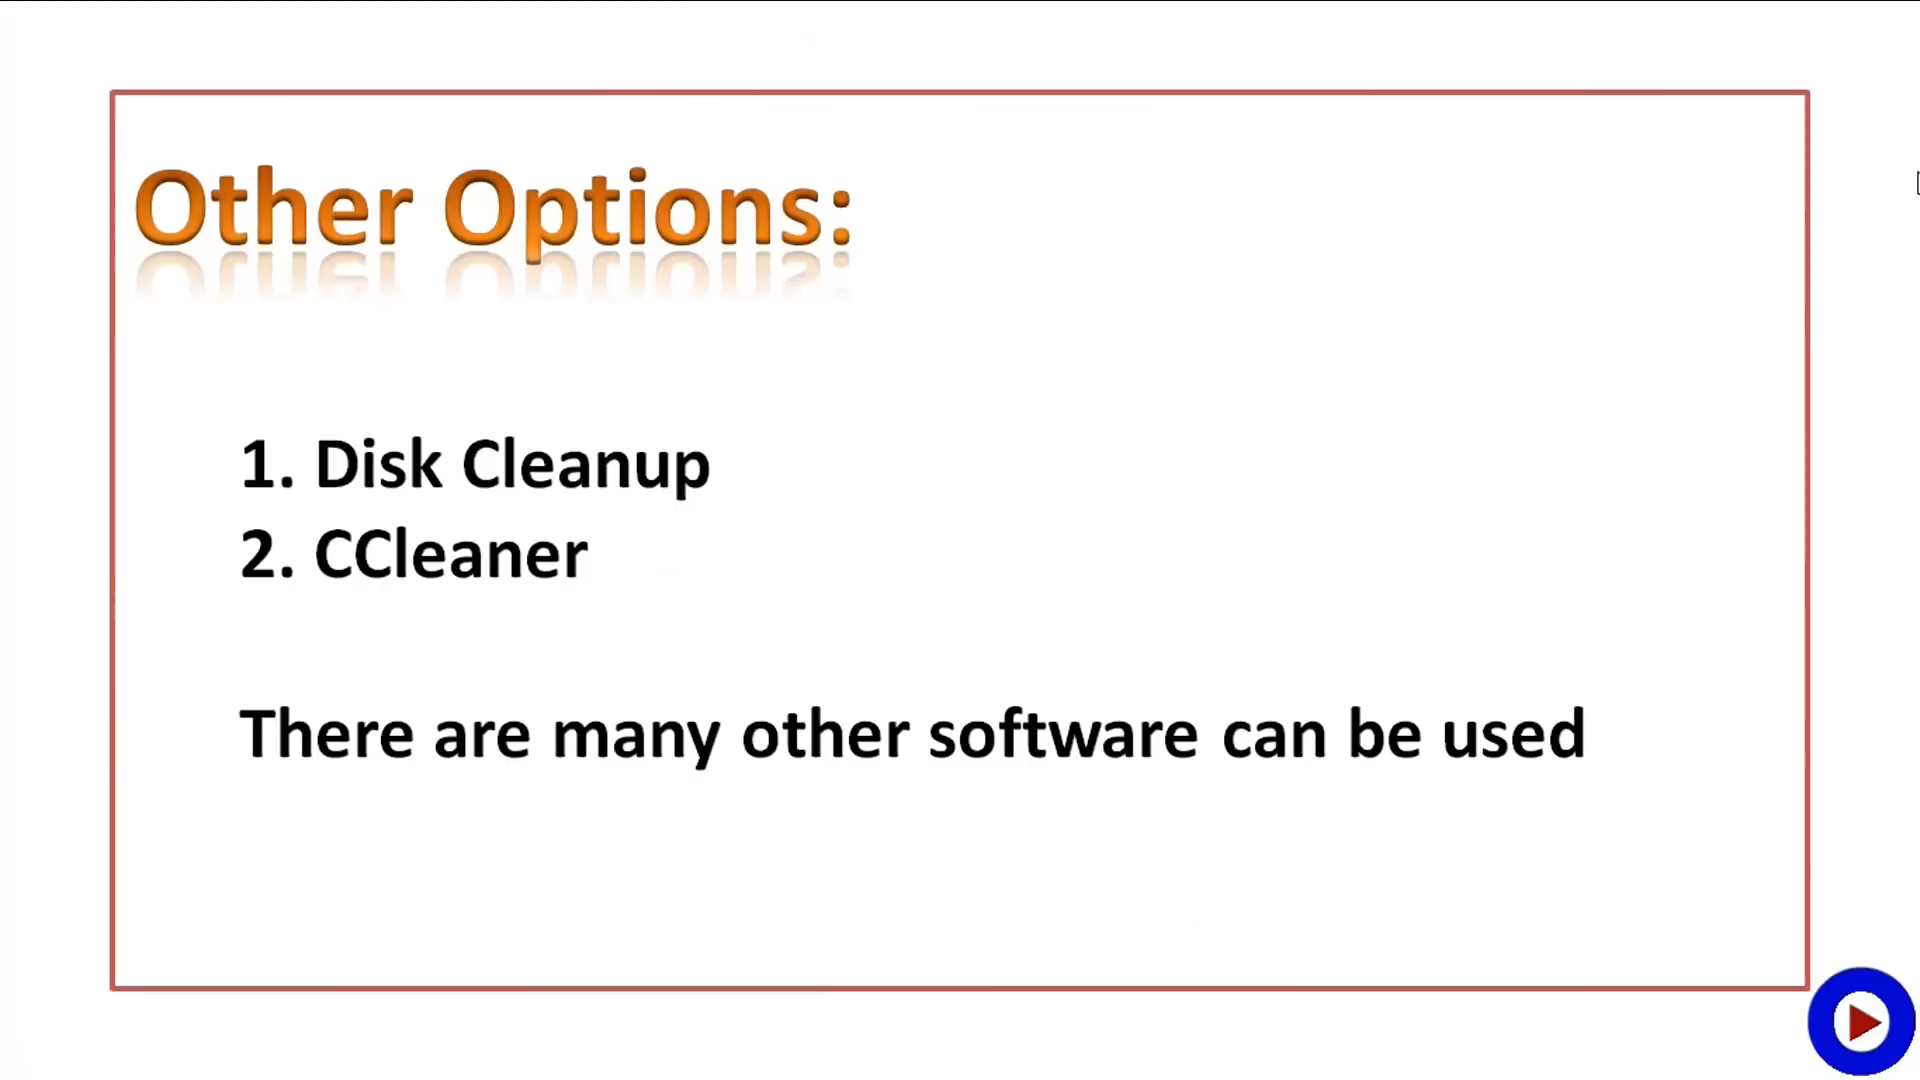 Other Options:
1. Disk Cleanup
2. CCleaner
There are many other software can be used